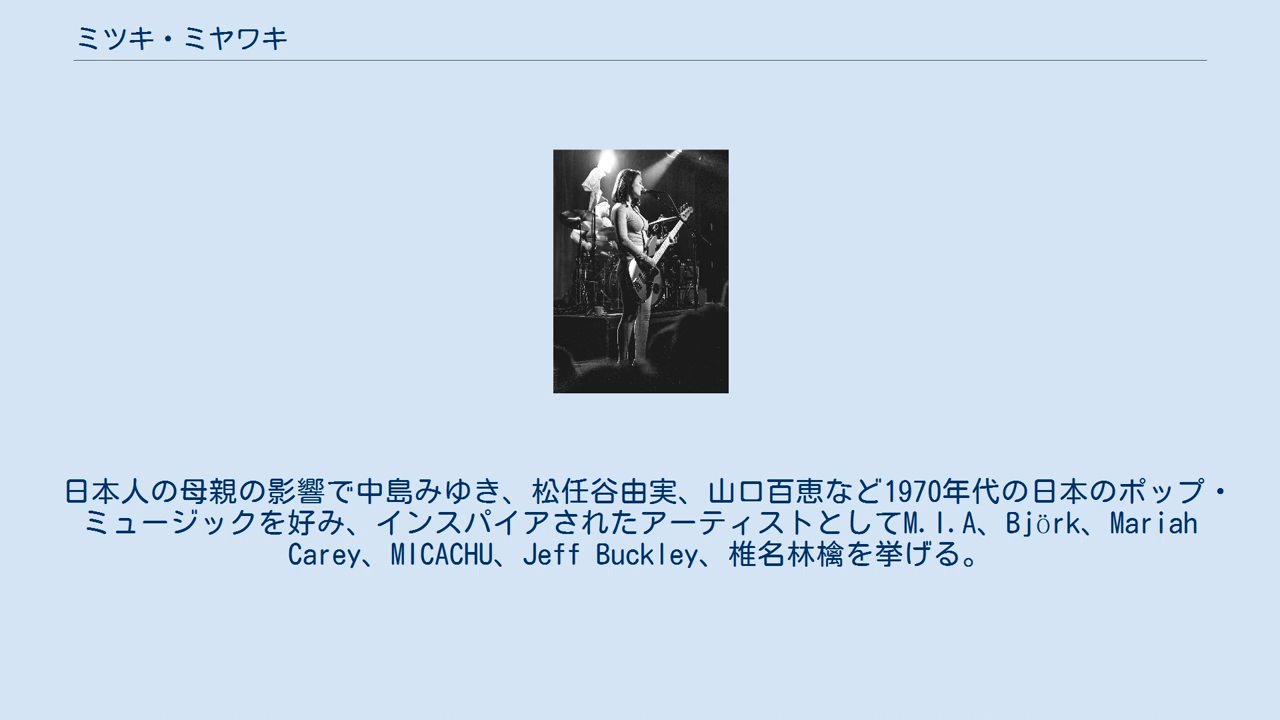 ミツキ・ミヤワキ
日本人の母親の影響で中島みゆき、松任谷由実、山口百恵など1970年代の日本のポップ・
ミュージックを好み、インスパイアされたアーティストとしてM.I.A、Björk、Mariah
Carey、MICACHU、Jeff Buckley、椎名林檎を挙げる。